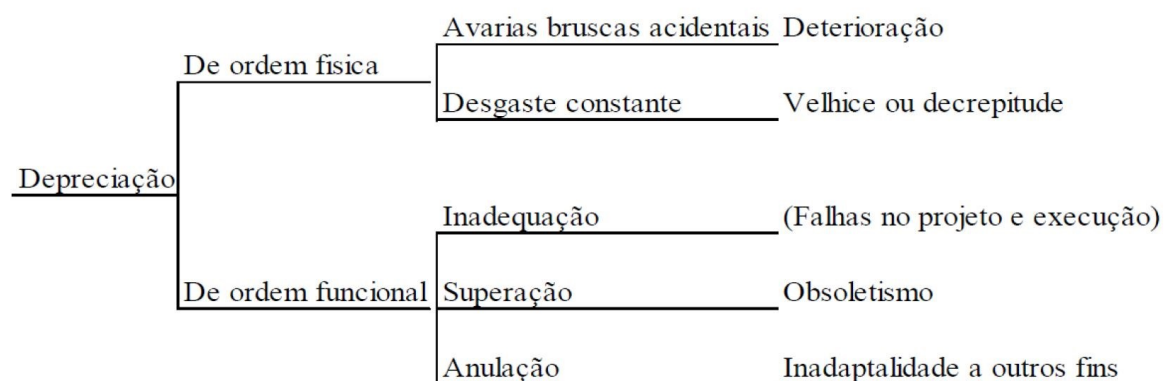 Avarias bruscas acidentais Deterioração
De ordem fisica
Desgaste constante Velhice ou decrepitude
Depreciação
Inadequação (Falhas no projeto e execução)
De ordem funcional Superação Obsoletismo
Anulação Inadaptalidade a outros fins